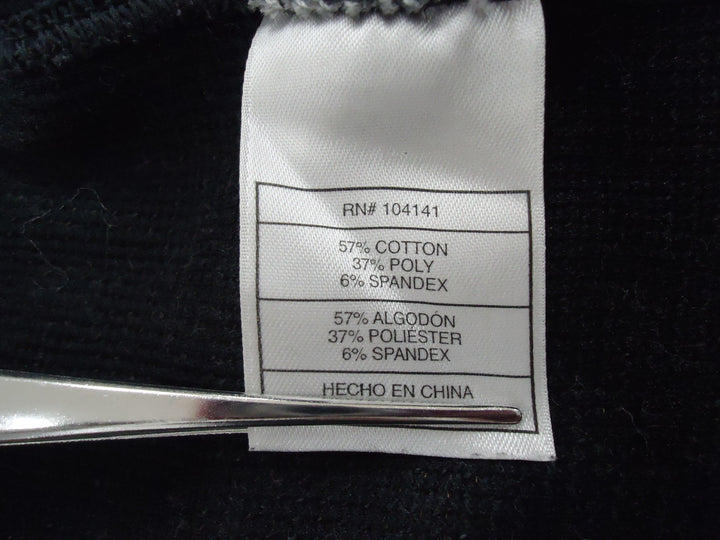 RN# 104141
57% COTTON
37% POLY
6% SPANDEX
57% ALGODÓN
37% POLIÉSTER
6% SPANDEX
HECHO EN CHINA